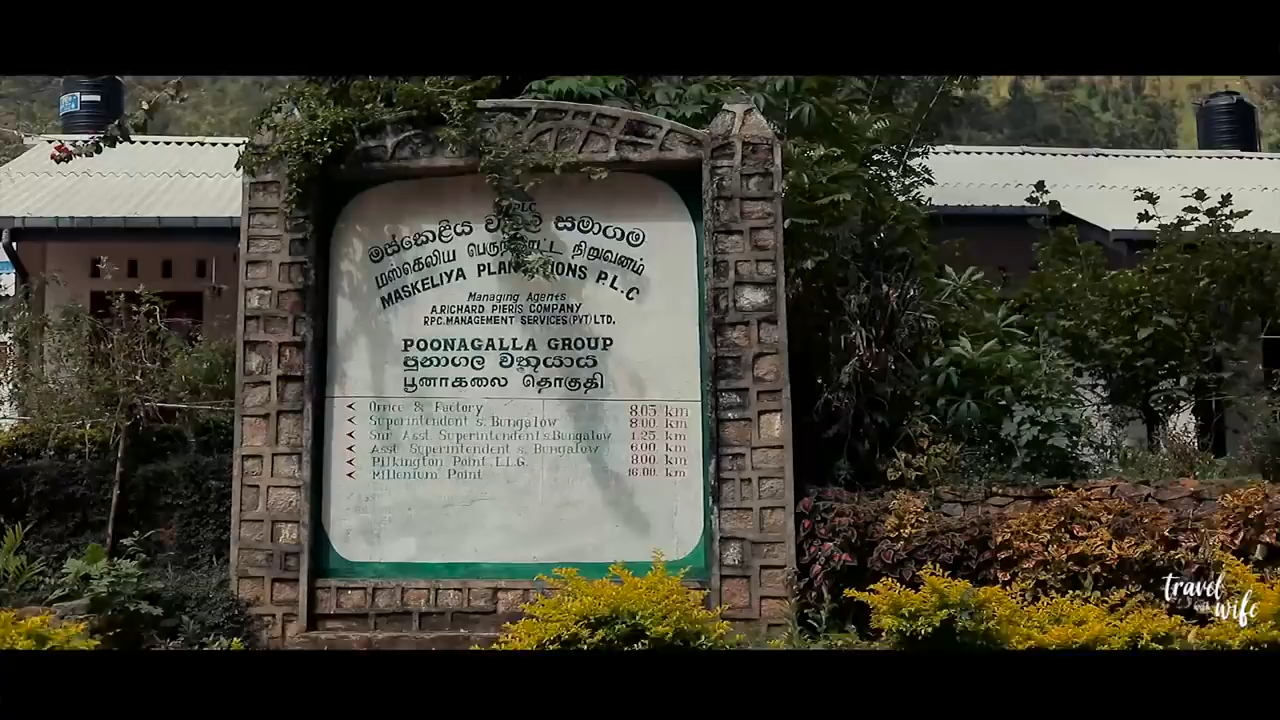 PLC
මස්කෙළිය වැවිලි සමාගම
மஸ்கெலிய பெருந்தோட்ட நிறுவனம்
MASKELIYA PLANTATIONS P.L.C
Managing Agents
A.RICHARD PIERIS COMPANY
RPC.MANAGEMENT SERVICES(PVT)LTD.
POONAGALLA GROUP
පූනාගල වතුයාය
பூனாகலை தொகுதி
Office & Factory 8.05 km
Superintendent s. Bungalow 8.00 km
Snr Asst. Superintendent s.Bungalow 1.25 km
Asst Superintendent s. Bungalow 6.00 km
Pilkington Point .L.L.G. 8.00 km
Millenium Point 16.00 km
travel with wife